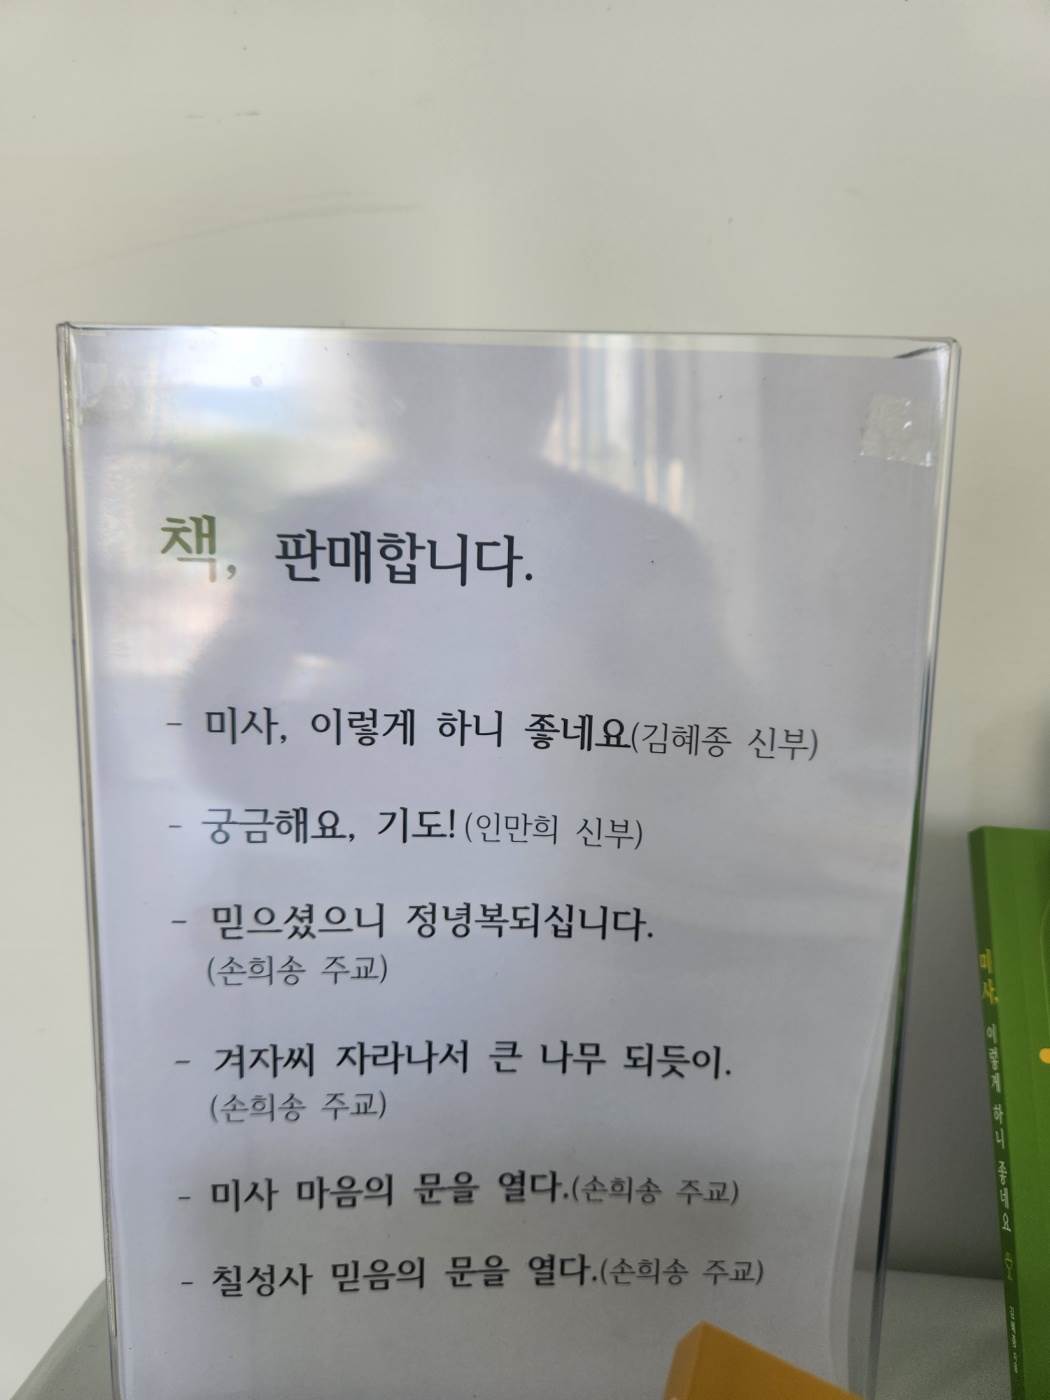 책, 판매합니다.
- 미사, 이렇게 하니 좋네요(김혜종 신부)
- 궁금해요, 기도!(인만희 신부)
- 믿으셨으니 정녕복되십니다.
(손희송 주교)
- 겨자씨 자라나서 큰 나무 되듯이.
(손희송 주교)
- 미사 마음의 문을 열다.(손희송 주교)
- 칠성사 믿음의 문을 열다.(손희송 주교)
미사, 이렇게 하니 좋네요